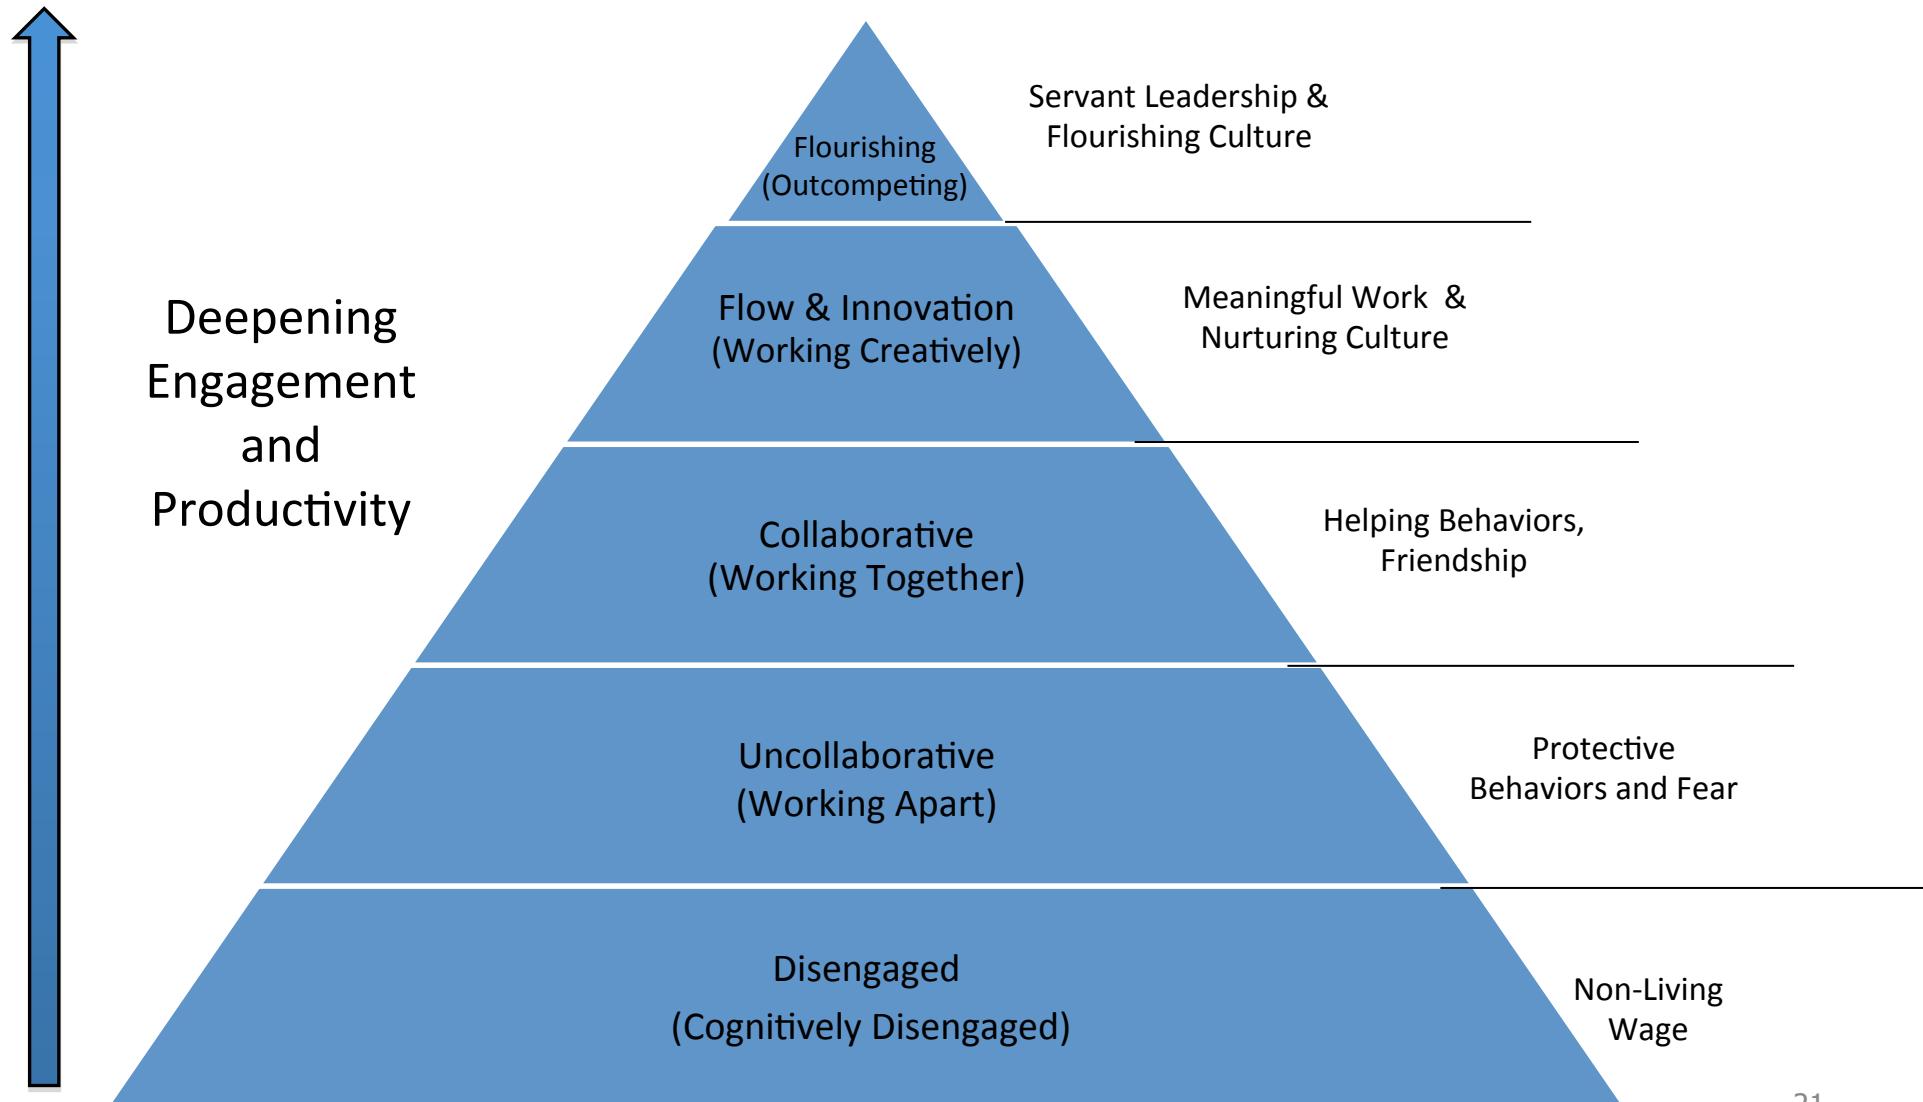 Servant Leadership &
Flourishing Culture
Flourishing
(Outcompeting)
Deepening
Engagement
and
Productivity
Flow & Innovation
(Working Creatively)
Meaningful Work  &
Nurturing Culture
Collaborative
(Working Together)
Helping Behaviors,
Friendship
Uncollaborative
(Working Apart)
Protective
Behaviors and Fear
Disengaged
(Cognitively Disengaged)
Non-Living
Wage
21